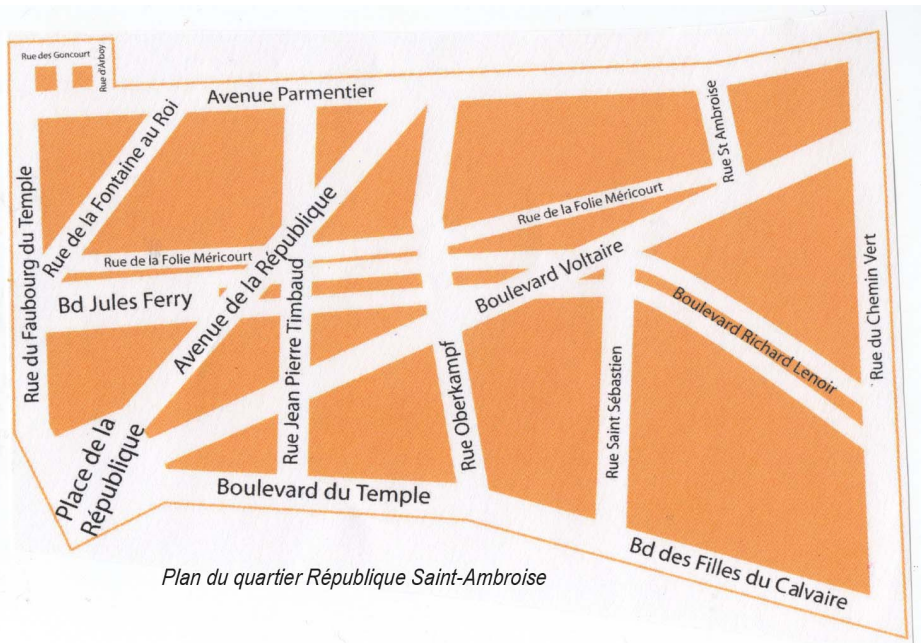 Rue des Goncourt
Rue d'Arboy
Avenue Parmentier
Rue de la Fontaine au Roi
Rue St Ambroise
Rue du Faubourg du Temple
Rue de la Folie Méricourt
Rue de la Folie Méricourt
Bd Jules Ferry
Avenue de la République
Boulevard Voltaire
Rue du Chemin Vert
Rue Jean Pierre Timbaud
Boulevard Richard Lenoir
Rue Oberkampf
Rue Saint Sébastien
Place de la
République
Boulevard du Temple
Bd des Filles du Calvaire
Plan du quartier République Saint-Ambroise